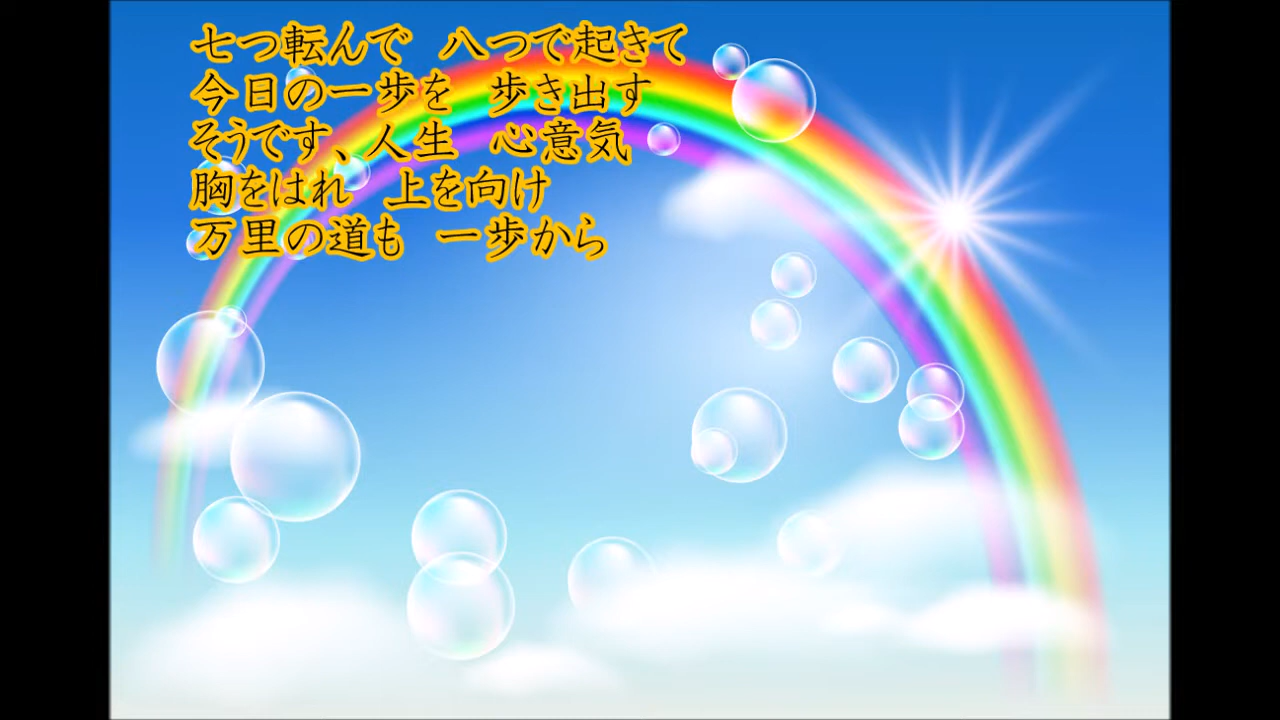 七つ転んで　八つで起きて
今日の一歩を　歩き出す
そうです、人生　心意気
胸をはれ　上を向け
万里の道も　一歩から